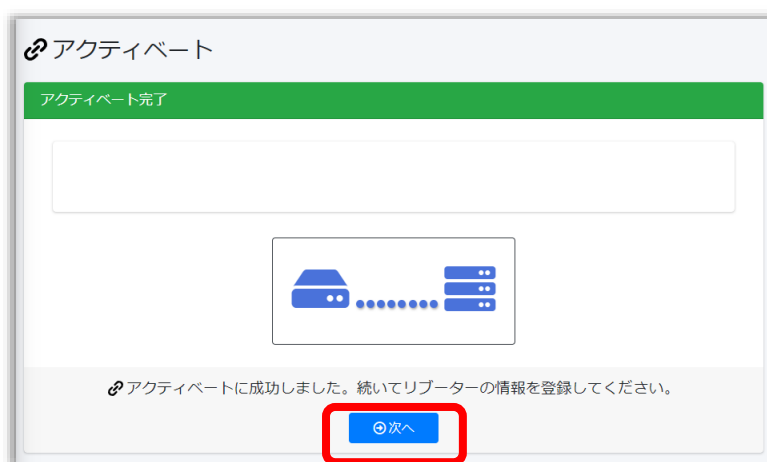 アクティベート
アクティベート完了
アクティベートに成功しました。続いてリブーターの情報を登録してください。
次へ